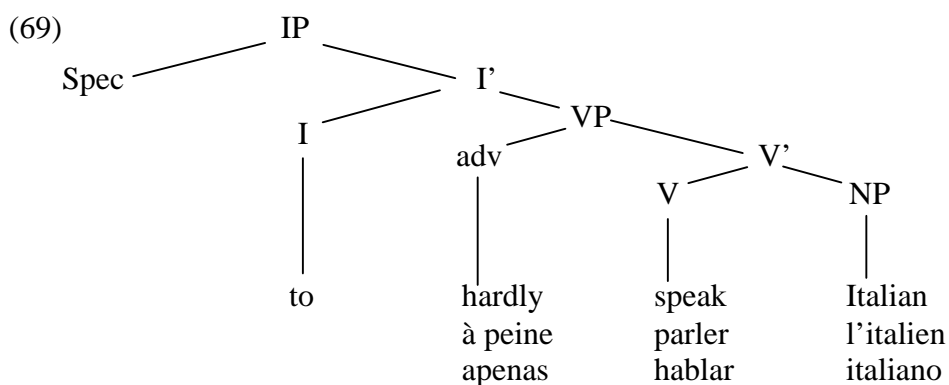 (69) IP
Spec I’
I VP
adv V’
V NP
to hardly speak Italian
à peine parler l’italien
apenas hablar italiano